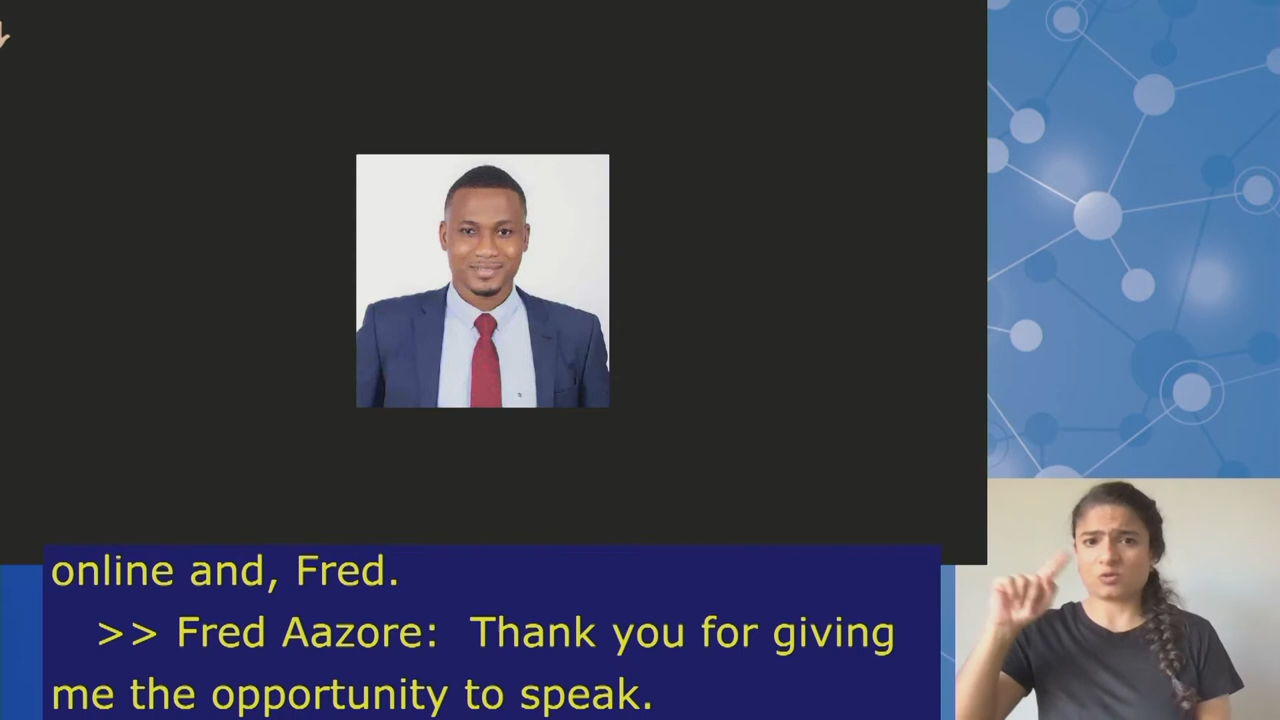 online and, Fred.
>> Fred Aazore: Thank you for giving
me the opportunity to speak.